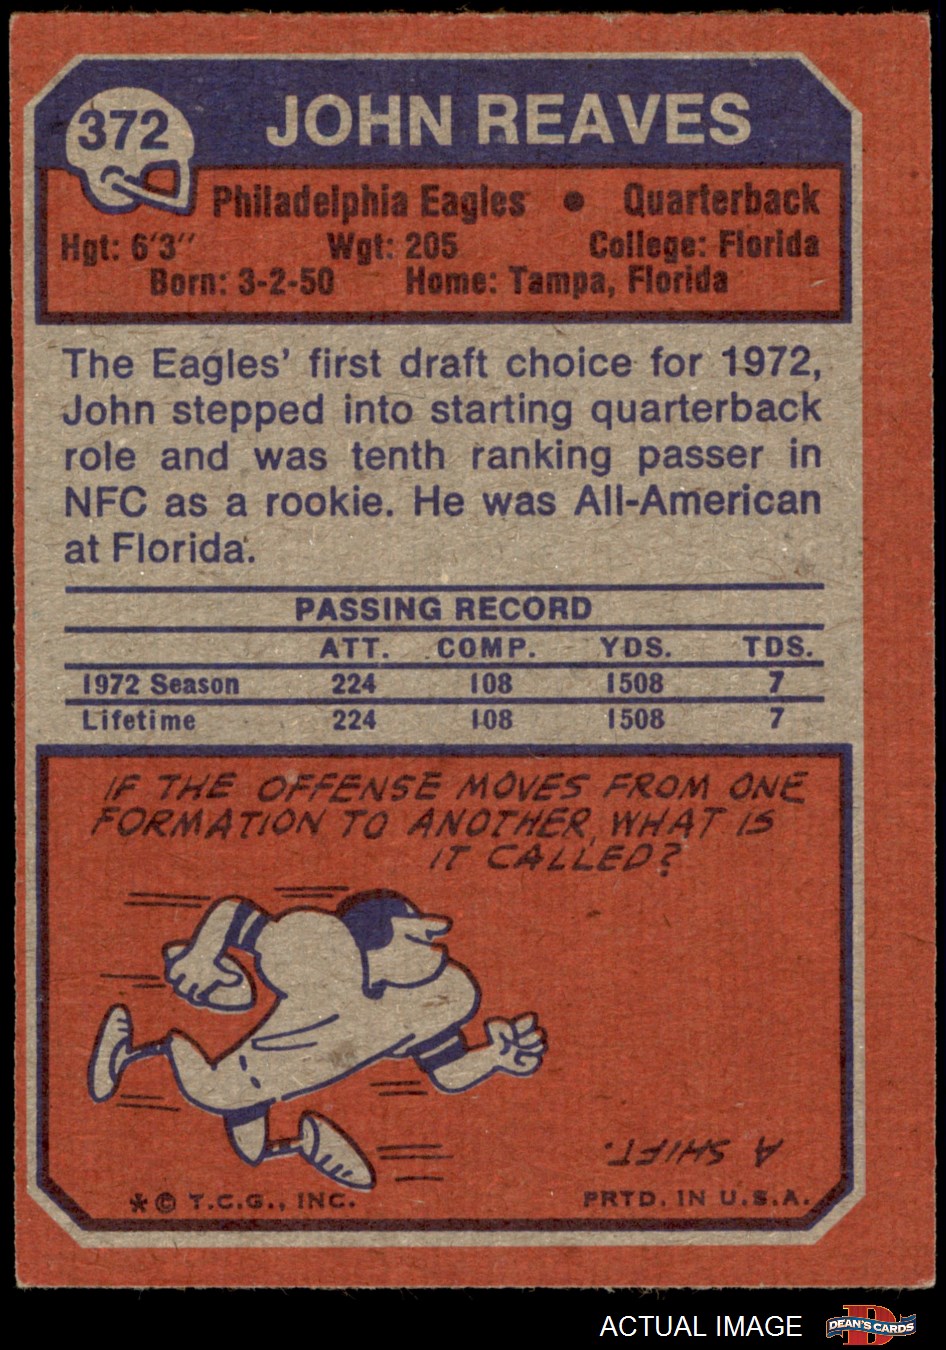 372
JOHN REAVES
Philadelphia Eagles • Quarterback
Hgt: 6'3" Wgt: 205 College: Florida
Born: 3-2-50 Home: Tampa, Florida
The Eagles' first draft choice for 1972,
John stepped into starting quarterback
role and was tenth ranking passer in
NFC as a rookie. He was All-American
at Florida.
PASSING RECORD
ATT. COMP. YDS. TDS.
1972 Season 224 108 1508 7
Lifetime 224 108 1508 7
IF THE OFFENSE MOVES FROM ONE
FORMATION TO ANOTHER, WHAT IS
IT CALLED?
A SHIFT.
* © T.C.G., INC. PRTD. IN U.S.A.
ACTUAL IMAGE
D
DEAN'S CARDS